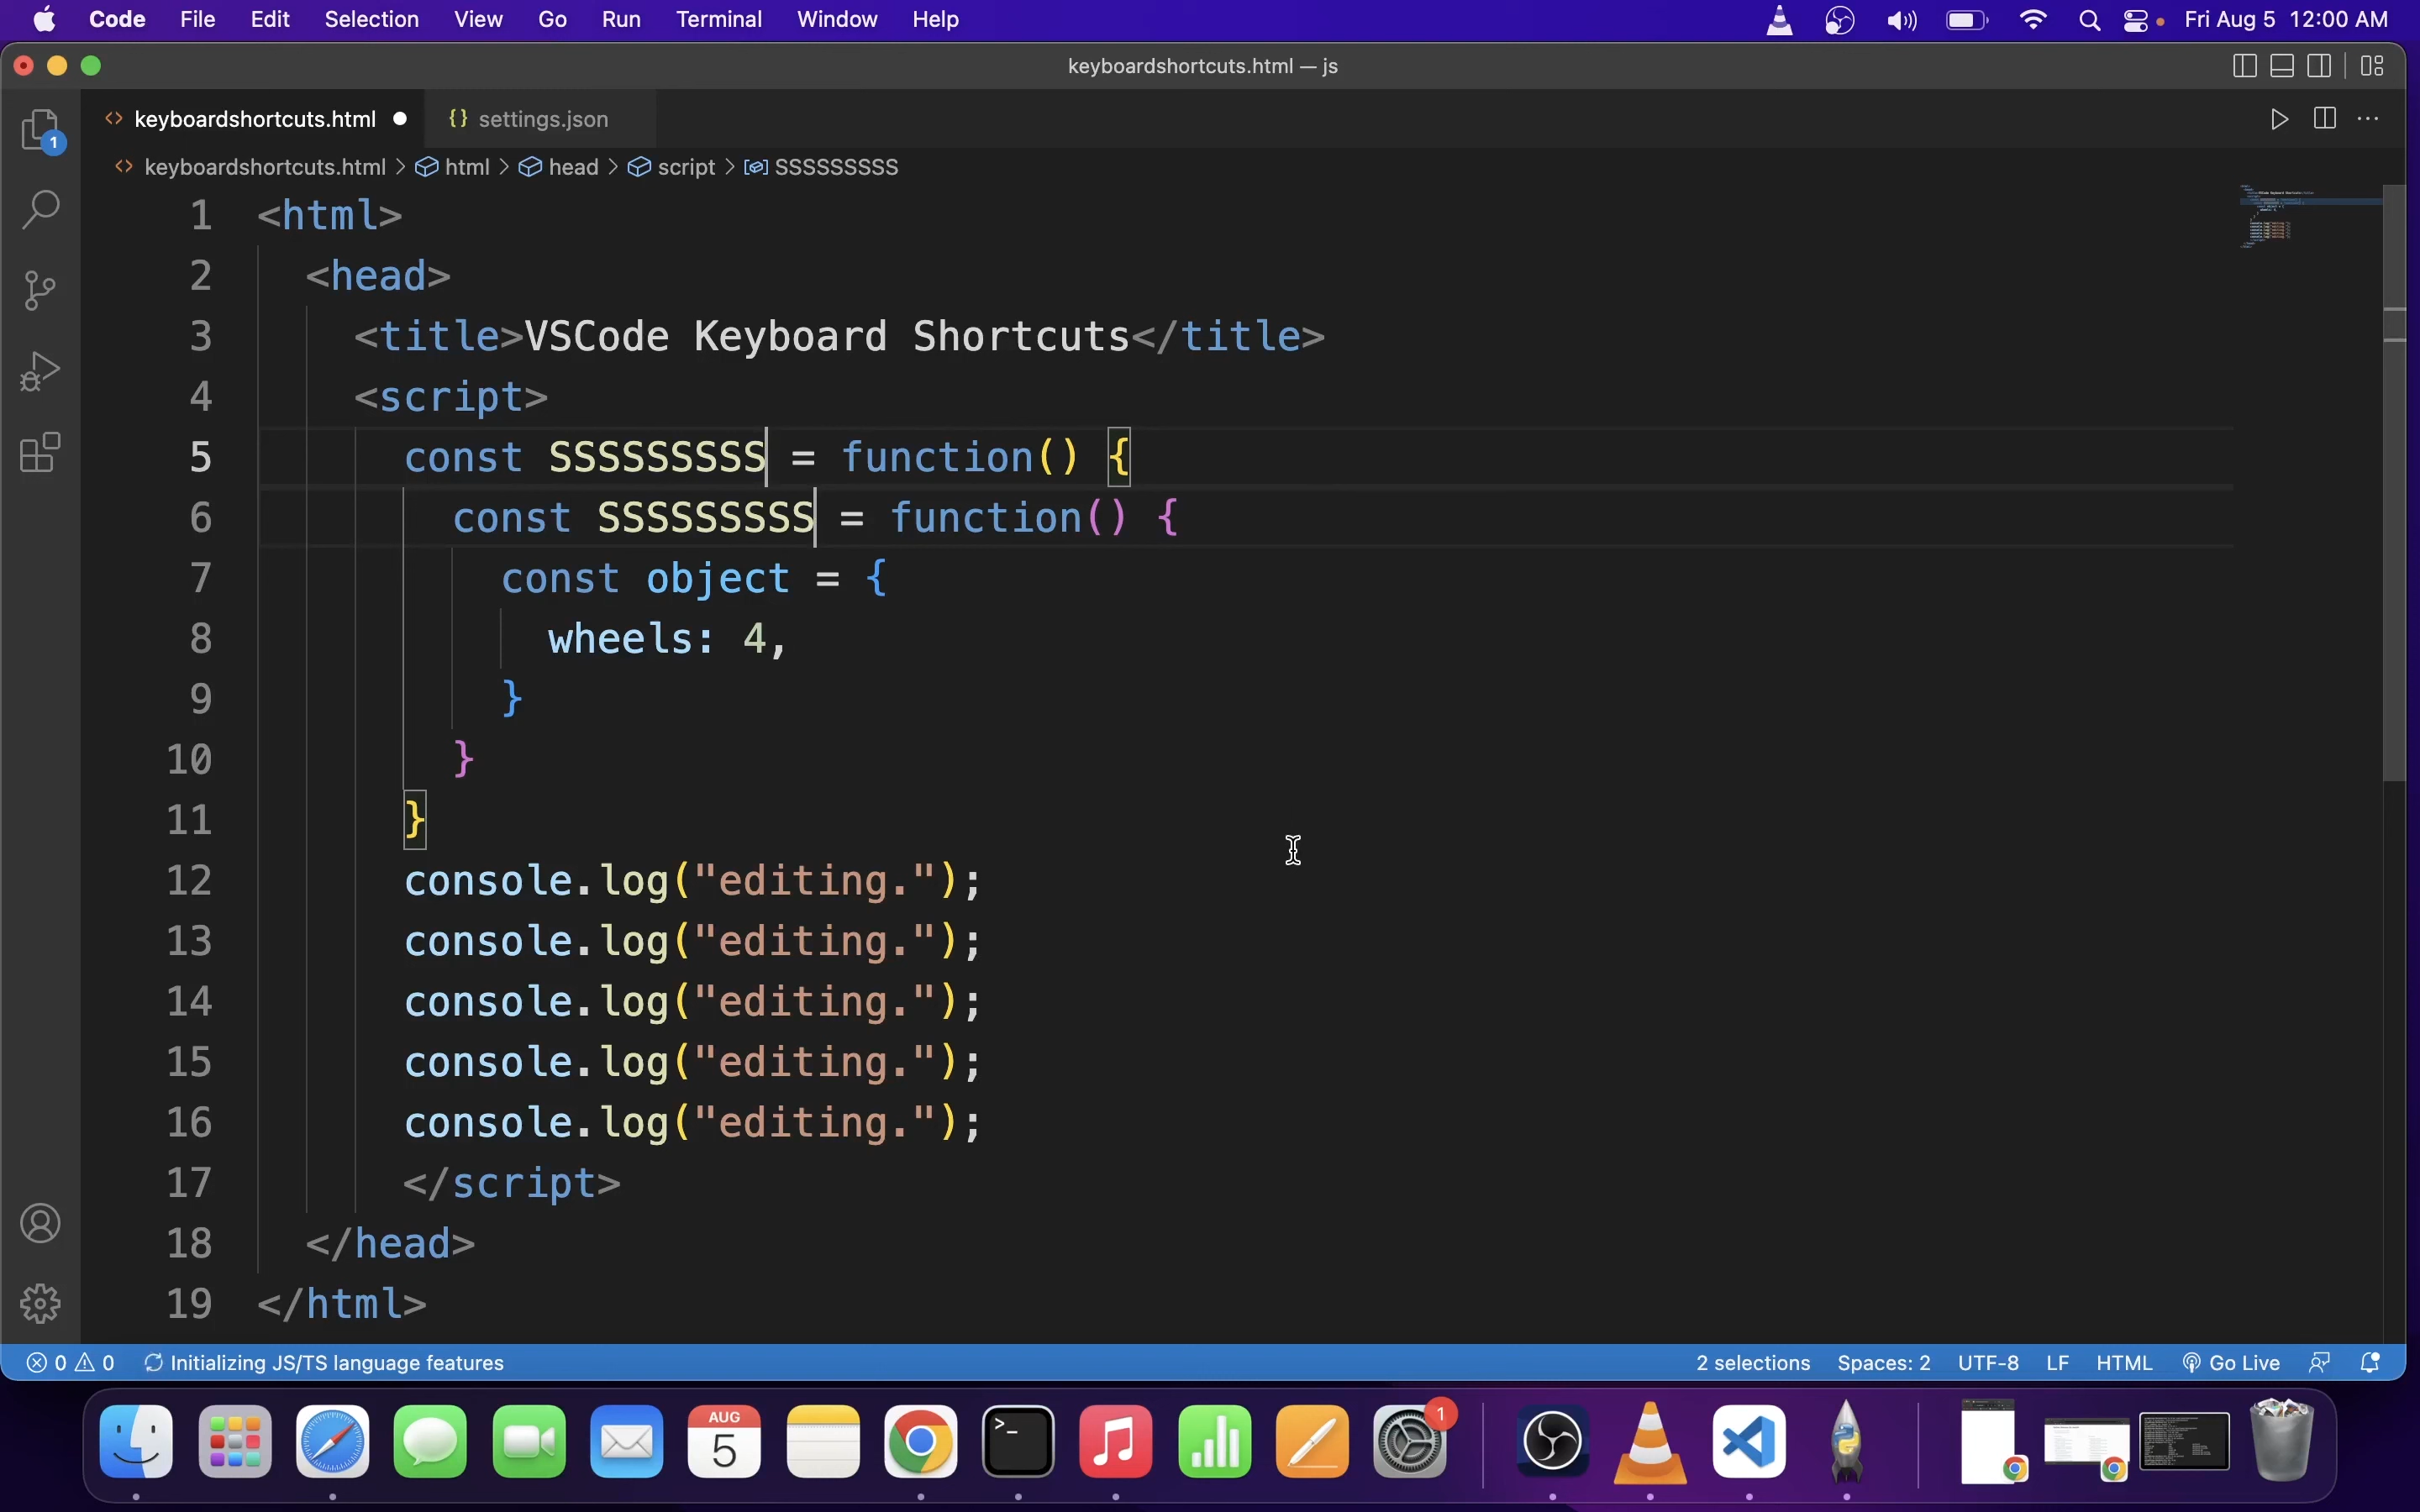 Code File Edit Selection View Go Run Terminal Window Help Fri Aug 5 12:00 AM
keyboardshortcuts.html — js
<> keyboardshortcuts.html ● {} settings.json
1
<> keyboardshortcuts.html > html > head > script > SSSSSSSSS
1 <html>
2 <head>
3 <title>VSCode Keyboard Shortcuts</title>
4 <script>
5 const SSSSSSSSS = function() {
6 const SSSSSSSSS = function() {
7 const object = {
8 wheels: 4,
9 }
10 }
11 }
12 console.log("editing.");
13 console.log("editing.");
14 console.log("editing.");
15 console.log("editing.");
16 console.log("editing.");
17 </script>
18 </head>
19 </html>
0 0 Initializing JS/TS language features 2 selections Spaces: 2 UTF-8 LF HTML Go Live
AUG
5
>_
1